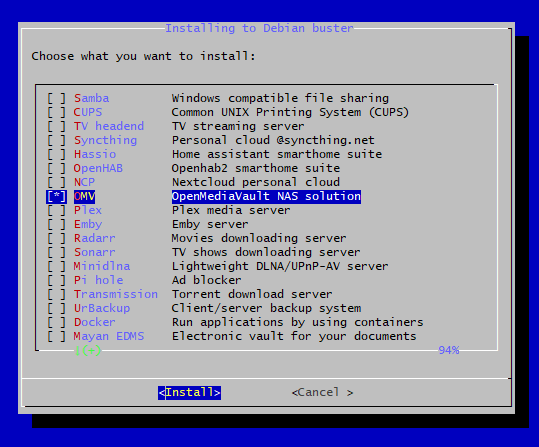 Installing to Debian buster
Choose what you want to install:
[ ] Samba Windows compatible file sharing
[ ] CUPS Common UNIX Printing System (CUPS)
[ ] TV headend TV streaming server
[ ] Syncthing Personal cloud @syncthing.net
[ ] Hassio Home assistant smarthome suite
[ ] OpenHAB Openhab2 smarthome suite
[ ] NCP Nextcloud personal cloud
[*] OMV OpenMediaVault NAS solution
[ ] Plex Plex media server
[ ] Emby Emby server
[ ] Radarr Movies downloading server
[ ] Sonarr TV shows downloading server
[ ] Minidlna Lightweight DLNA/UPnP-AV server
[ ] Pi hole Ad blocker
[ ] Transmission Torrent download server
[ ] UrBackup Client/server backup system
[ ] Docker Run applications by using containers
[ ] Mayan EDMS Electronic vault for your documents
(+) 94%
<Install> <Cancel >